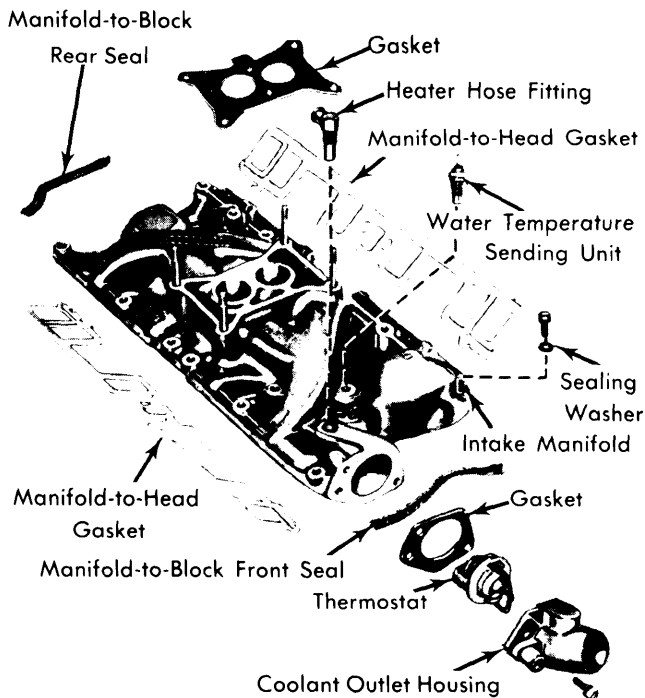 Manifold-to-Block
Rear Seal
Gasket
Heater Hose Fitting
Manifold-to-Head Gasket
Water Temperature
Sending Unit
Sealing
Washer
Intake Manifold
Manifold-to-Head
Gasket
Gasket
Manifold-to-Block Front Seal
Thermostat
Coolant Outlet Housing